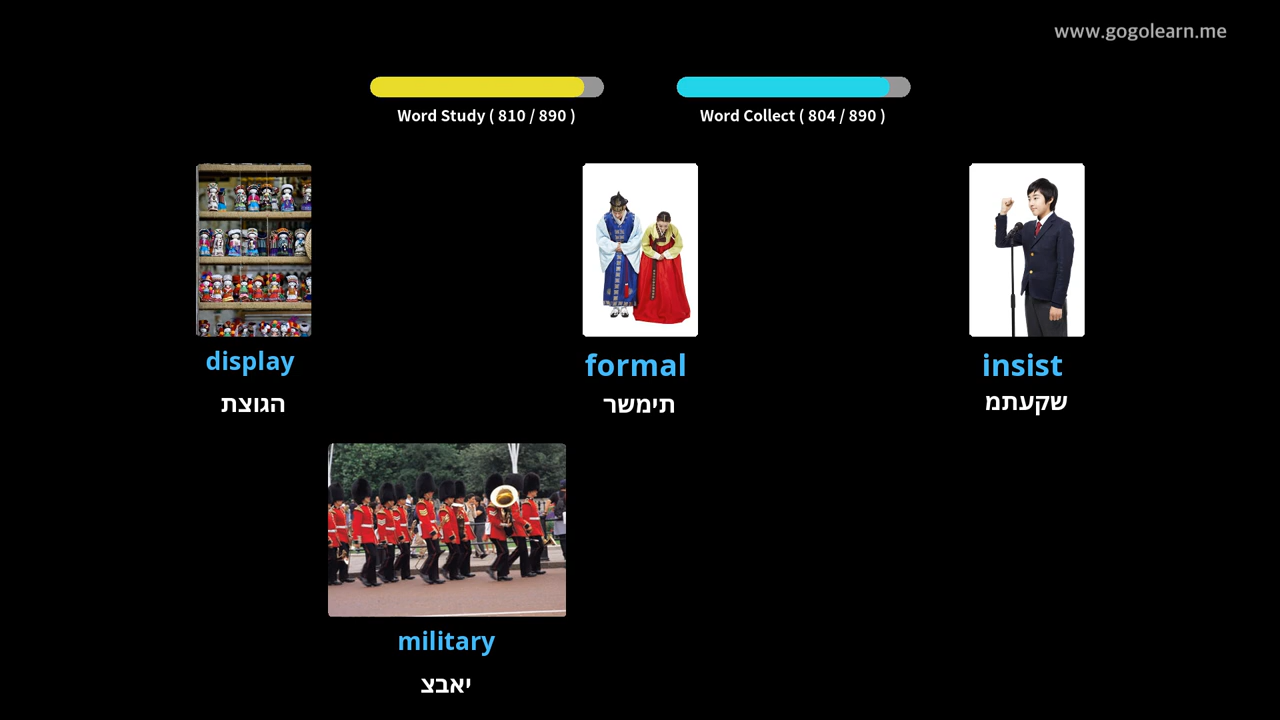 www.gogolearn.me
Word Study ( 810 / 890 )
Word Collect ( 804 / 890 )
display
הגוצת
formal
תימשר
insist
שקעתמ
military
יאבצ